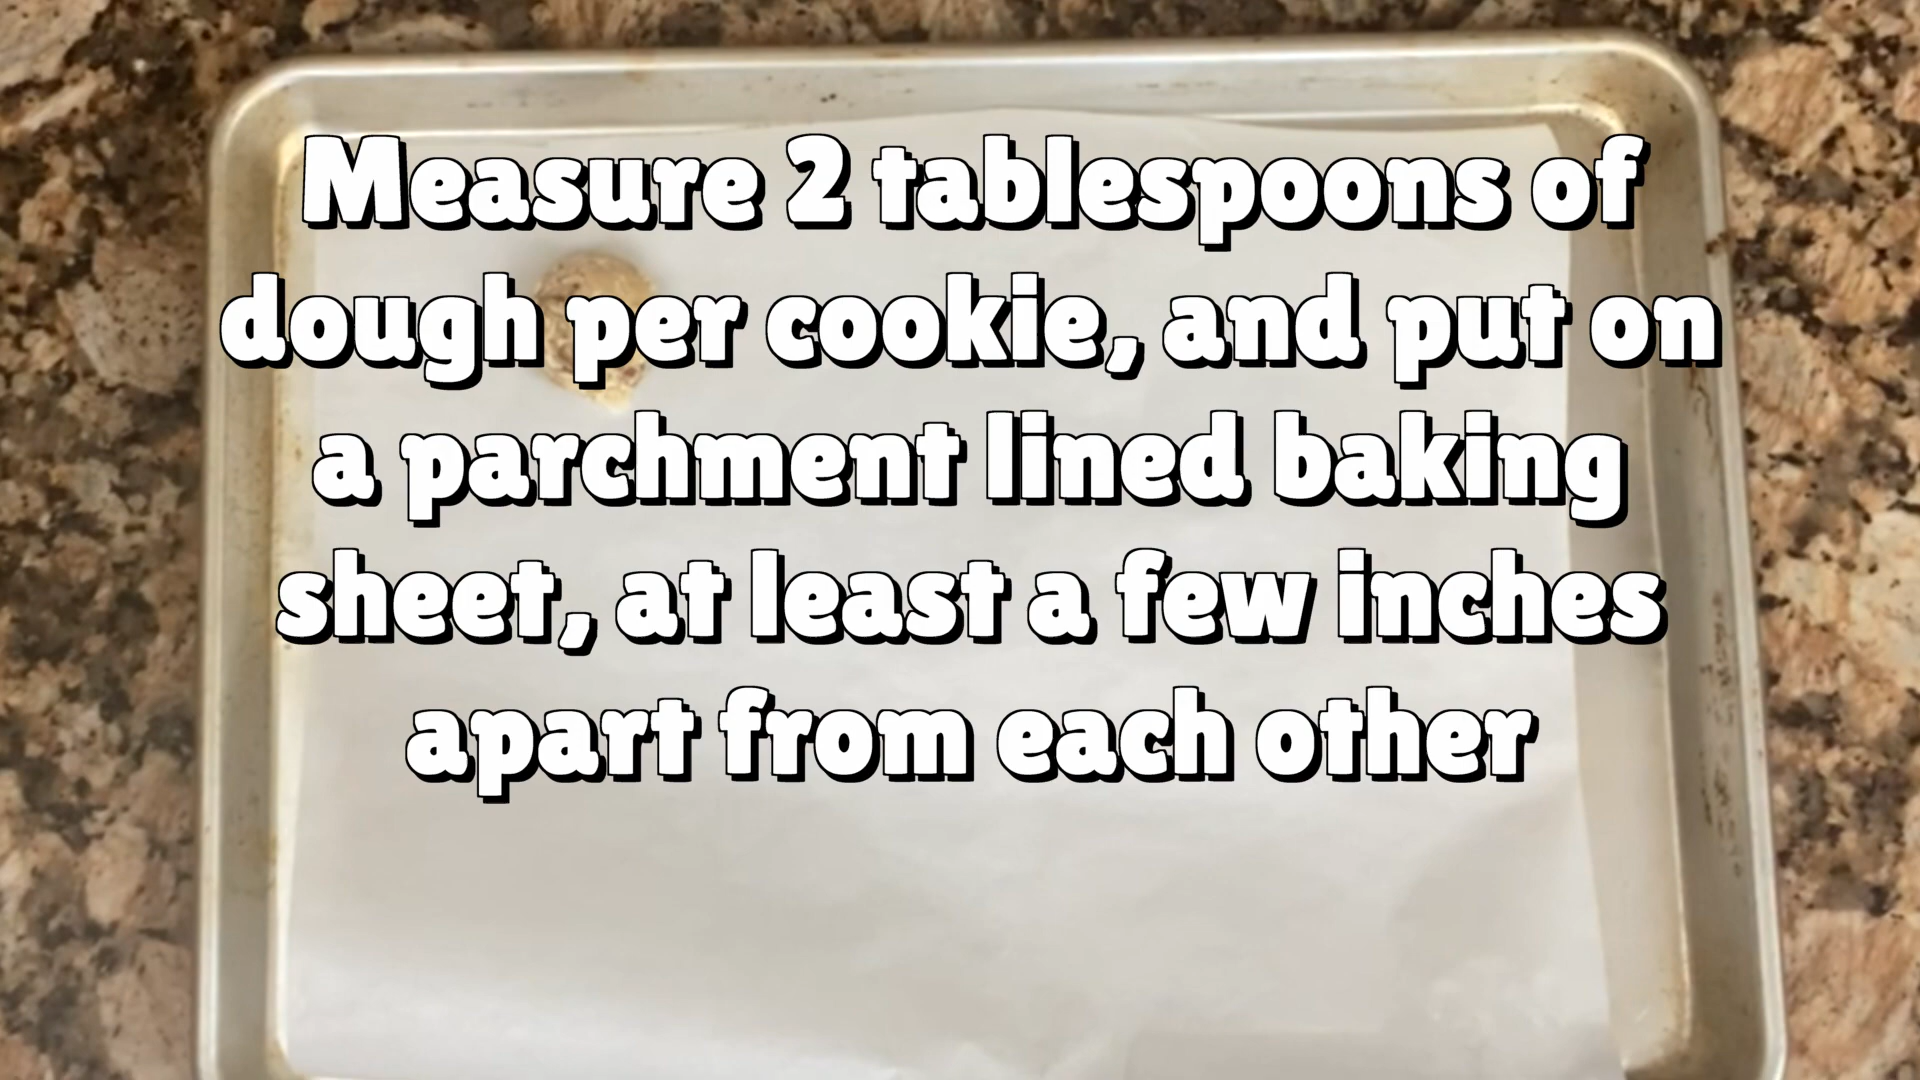 Measure 2 tablespoons of
dough per cookie, and put on
a parchment lined baking
sheet, at least a few inches
apart from each other